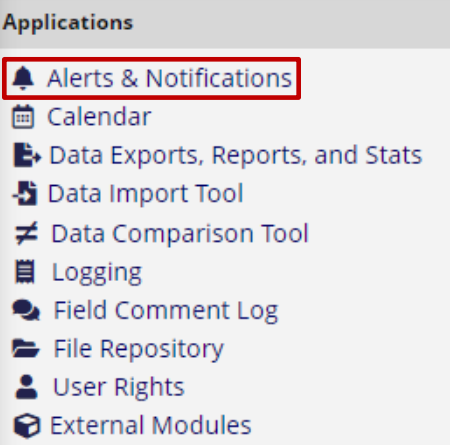 Applications
Alerts & Notifications
Calendar
Data Exports, Reports, and Stats
Data Import Tool
Data Comparison Tool
Logging
Field Comment Log
File Repository
User Rights
External Modules